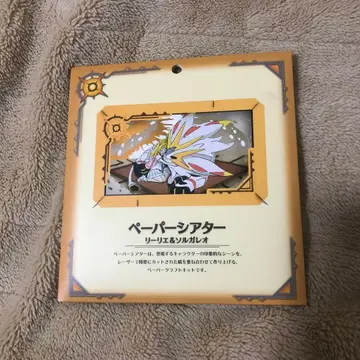 ペーパーシアター
リーリエ&ソルガレオ
ペーパーシアターは、登場するキャラクターの印象的なシーンを、
レーザーで精密にカットされた紙を重ね合わせて作り上げる、
ペーパークラフトキットです。